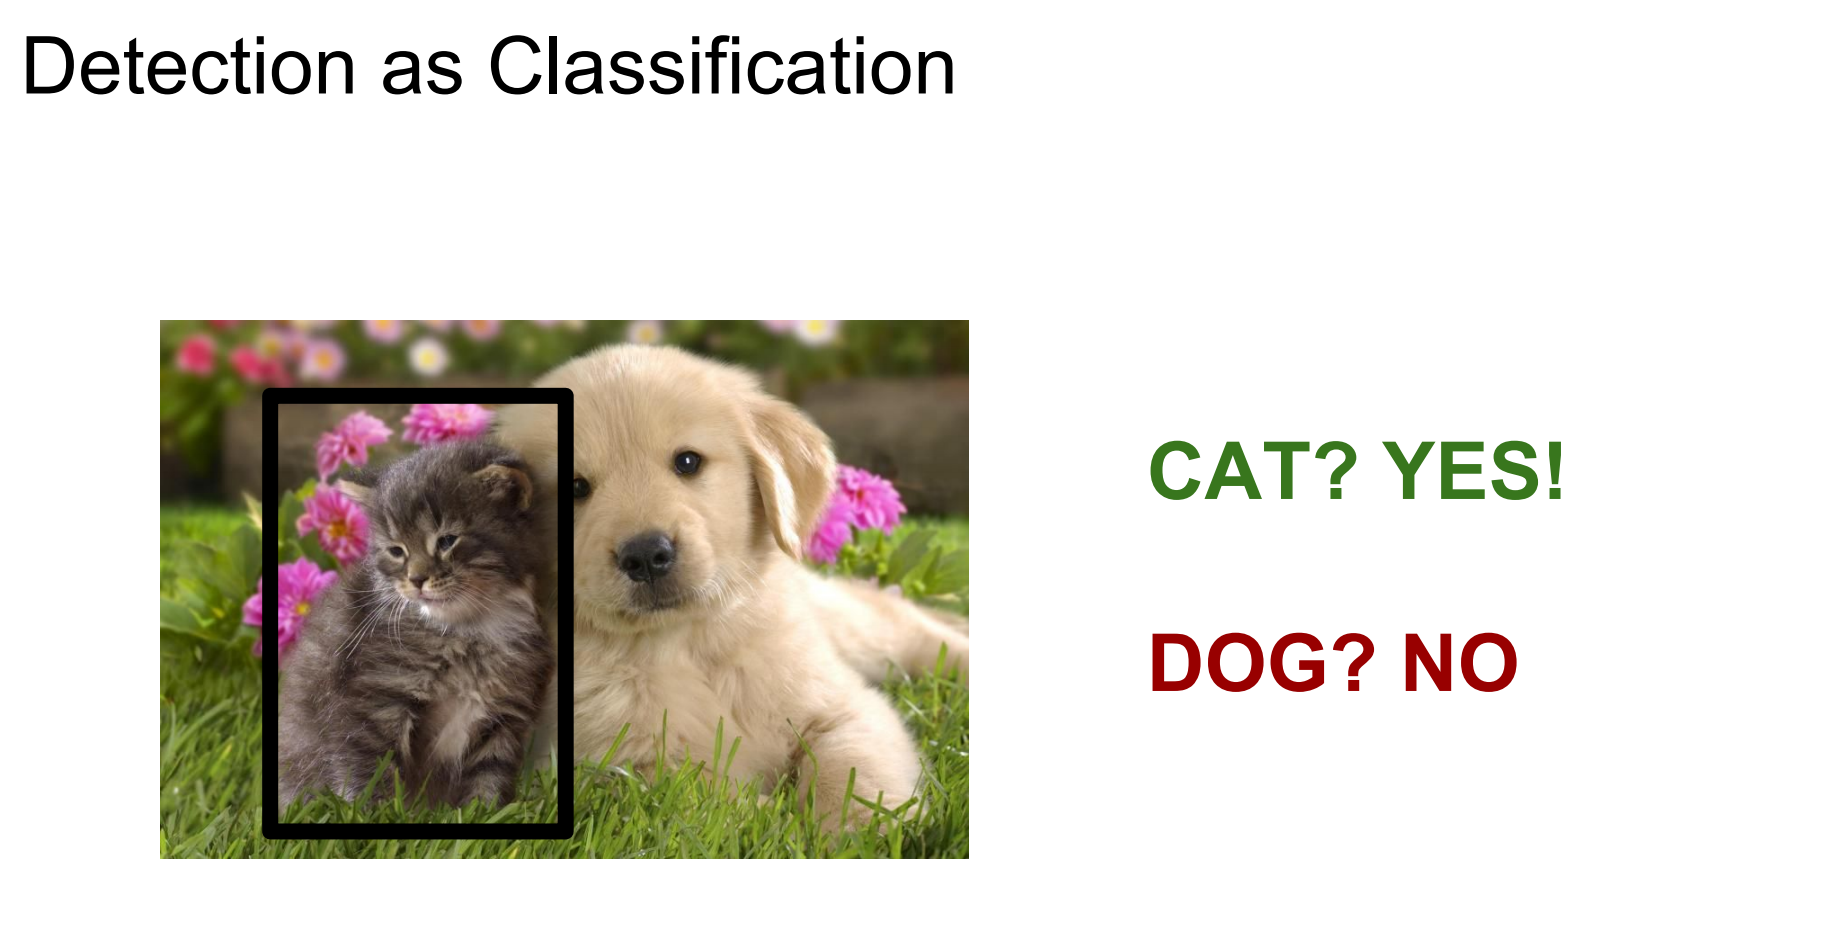 Detection as Classification
CAT? YES!
DOG? NO